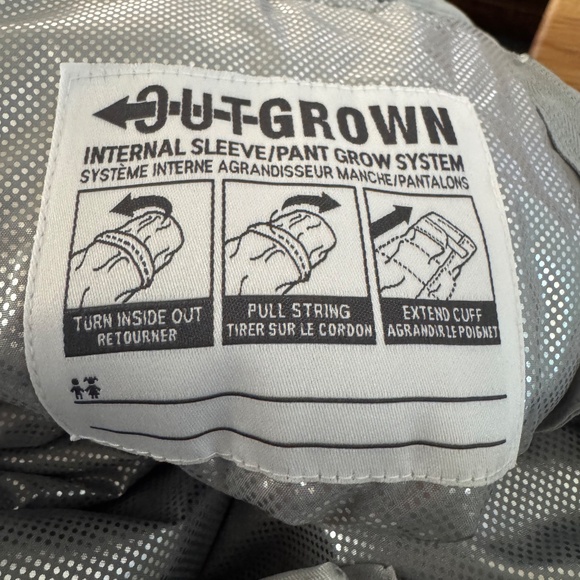 OUTGROWN
INTERNAL SLEEVE/PANT GROW SYSTEM
SYSTÈME INTERNE AGRANDISSEUR MANCHE/PANTALONS
TURN INSIDE OUT
RETOURNER
PULL STRING
TIRER SUR LE CORDON
EXTEND CUFF
AGRANDIR LE POIGNET